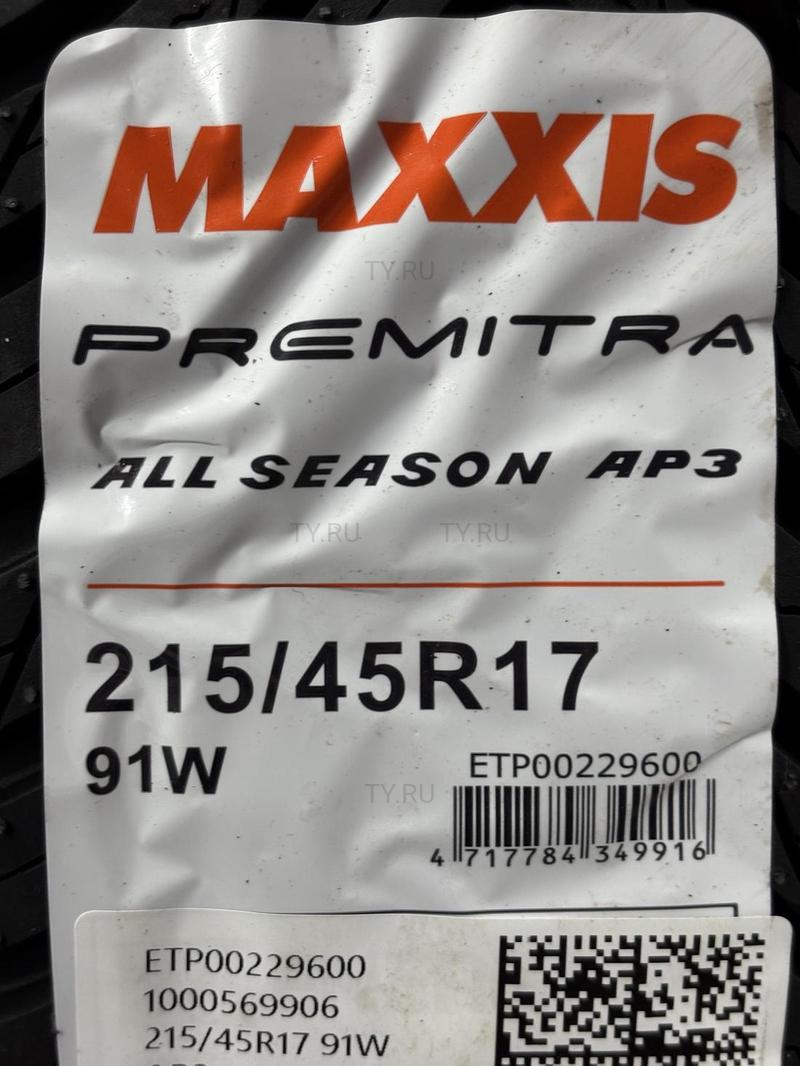 MAXXIS
TY.RU
PREMITRA
ALL SEASON AP3
TY.RU TY.RU
215/45R17
91W
ETP00229600
TY.RU
4 717784 349916
ETP00229600
1000569906
215/45R17 91W